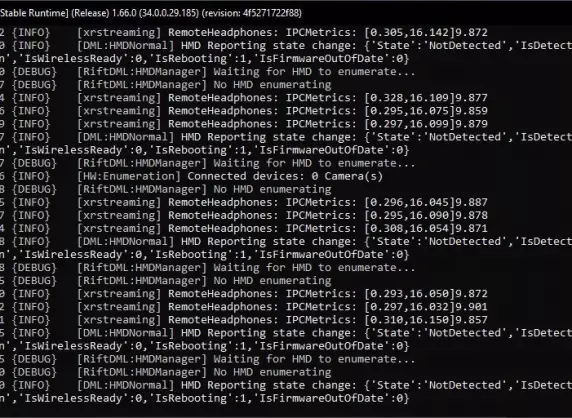 Stable Runtime] (Release) 1.66.0 (34.0.0.29.185) (revision: 4f5271722f88)
2 {INFO} [xrstreaming] RemoteHeadphones: IPCMetrics: [0.305,16.142]9.872
0 {INFO} [DML:HMDNormal] HMD Reporting state change: {'State':'NotDetected','IsDetect
n','IsWirelessReady':0,'IsRebooting':1,'IsFirmwareOutOfDate':0}
0 {DEBUG} [RiftDML:HMDManager] Waiting for HMD to enumerate...
7 {DEBUG} [RiftDML:HMDManager] No HMD enumerating
4 {INFO} [xrstreaming] RemoteHeadphones: IPCMetrics: [0.328,16.109]9.877
6 {INFO} [xrstreaming] RemoteHeadphones: IPCMetrics: [0.295,16.075]9.859
9 {INFO} [xrstreaming] RemoteHeadphones: IPCMetrics: [0.297,16.099]9.879
7 {INFO} [DML:HMDNormal] HMD Reporting state change: {'State':'NotDetected','IsDetect
n','IsWirelessReady':0,'IsRebooting':1,'IsFirmwareOutOfDate':0}
7 {DEBUG} [RiftDML:HMDManager] Waiting for HMD to enumerate...
6 {INFO} [HW:Enumeration] Connected devices: 0 Camera(s)
8 {DEBUG} [RiftDML:HMDManager] No HMD enumerating
5 {INFO} [xrstreaming] RemoteHeadphones: IPCMetrics: [0.296,16.045]9.887
7 {INFO} [xrstreaming] RemoteHeadphones: IPCMetrics: [0.295,16.090]9.878
4 {INFO} [xrstreaming] RemoteHeadphones: IPCMetrics: [0.308,16.054]9.871
8 {INFO} [DML:HMDNormal] HMD Reporting state change: {'State':'NotDetected','IsDetect
n','IsWirelessReady':0,'IsRebooting':1,'IsFirmwareOutOfDate':0}
8 {DEBUG} [RiftDML:HMDManager] Waiting for HMD to enumerate...
5 {DEBUG} [RiftDML:HMDManager] No HMD enumerating
0 {INFO} [xrstreaming] RemoteHeadphones: IPCMetrics: [0.293,16.050]9.872
2 {INFO} [xrstreaming] RemoteHeadphones: IPCMetrics: [0.297,16.032]9.901
1 {INFO} [xrstreaming] RemoteHeadphones: IPCMetrics: [0.310,16.150]9.857
5 {INFO} [DML:HMDNormal] HMD Reporting state change: {'State':'NotDetected','IsDetect
n','IsWirelessReady':0,'IsRebooting':1,'IsFirmwareOutOfDate':0}
5 {DEBUG} [RiftDML:HMDManager] Waiting for HMD to enumerate...
0 {DEBUG} [RiftDML:HMDManager] No HMD enumerating
0 {INFO} [DML:HMDNormal] HMD Reporting state change: {'State':'NotDetected','IsDetect
n','IsWirelessReady':0,'IsRebooting':1,'IsFirmwareOutOfDate':0}